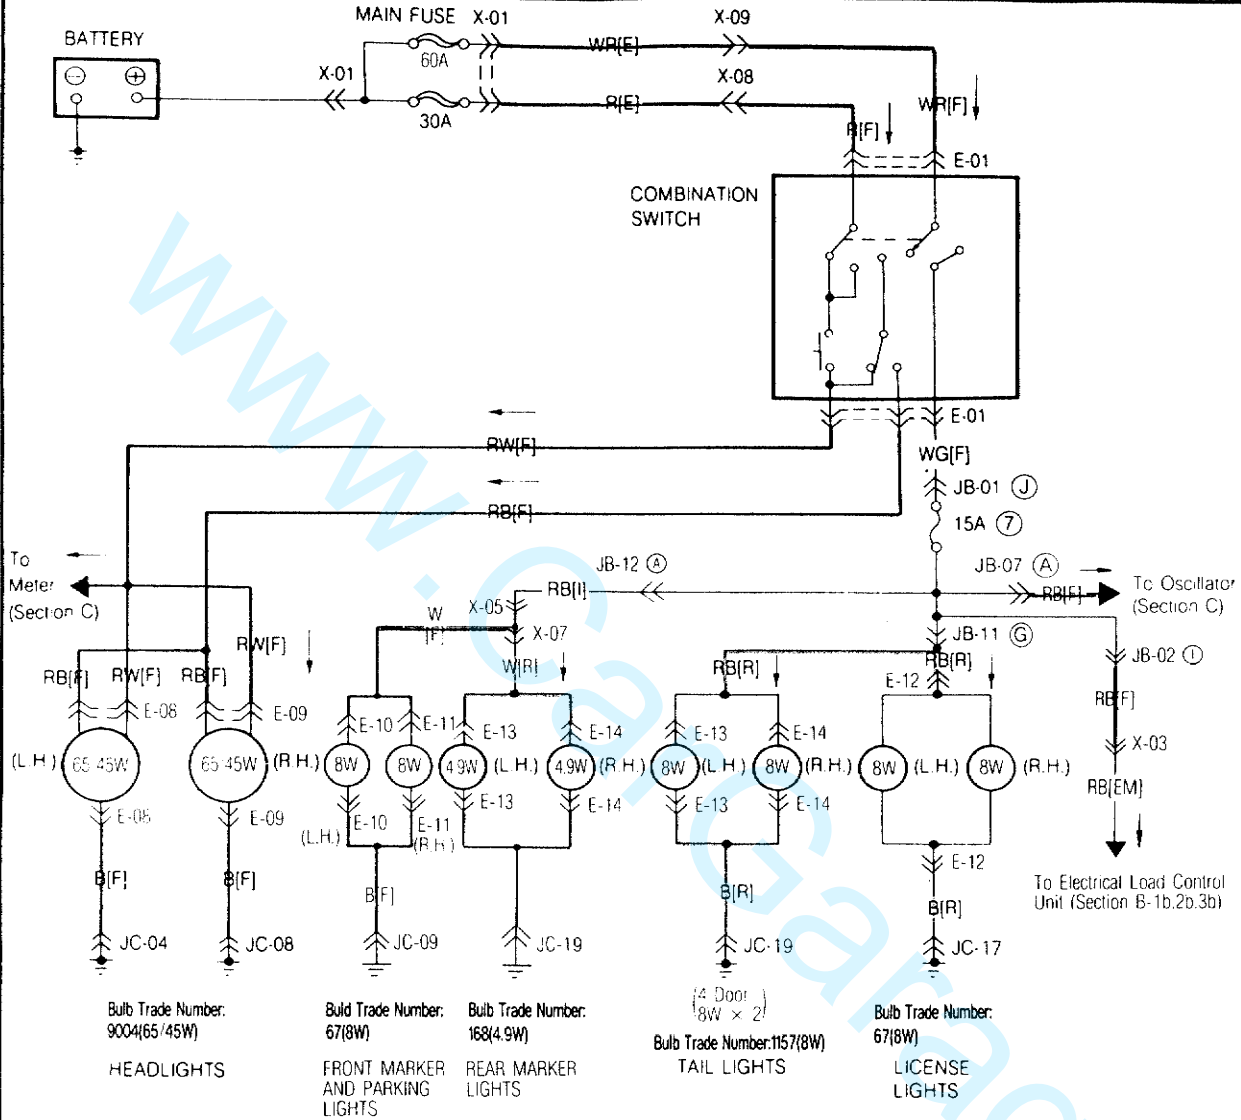 MAIN FUSE X-01 X-09
BATTERY
WR[E]
60A
X-01 X-08
R[E] WR[F]
30A R[F]
E-01
COMBINATION
SWITCH
E-01
RW[F] WG[F]
JB-01 J
RB[F] 15A 7
To
Meter
(Section C)
JB-12 A JB-07 A
RB[I] RB[F] To Oscillator
(Section C)
X-05
W
[F]
X-07 JB-11 G
RW[F] W[R] RB[R] RB[R] JB-02 I
RB[F] RW[F] RB[F] E-12 RB[F]
E-08 E-09 E-10 E-11 E-13 E-14 E-13 E-14 X-03
(L.H.) 65/45W 65/45W (R.H.) 8W 8W 4.9W (L.H.) 4.9W (R.H.) 8W (L.H.) 8W (R.H.) 8W (L.H.) 8W (R.H.)
RB[EM]
E-08 E-09 E-10 E-11 E-13 E-14 E-13 E-14
(L.H.) (R.H.)
E-12
To Electrical Load Control
Unit (Section B-1b.2b.3b)
B[F] B[F] B[F] B[R] B[R]
JC-04 JC-08 JC-09 JC-19 JC-19 JC-17
(4 Door
8W × 2)
Bulb Trade Number:
9004(65/45W)
HEADLIGHTS
Buld Trade Number:
67(8W)
FRONT MARKER
AND PARKING
LIGHTS
Bulb Trade Number:
168(4.9W)
REAR MARKER
LIGHTS
Bulb Trade Number:1157(8W)
TAIL LIGHTS
Bulb Trade Number:
67(8W)
LICENSE
LIGHTS
www.CarGarag